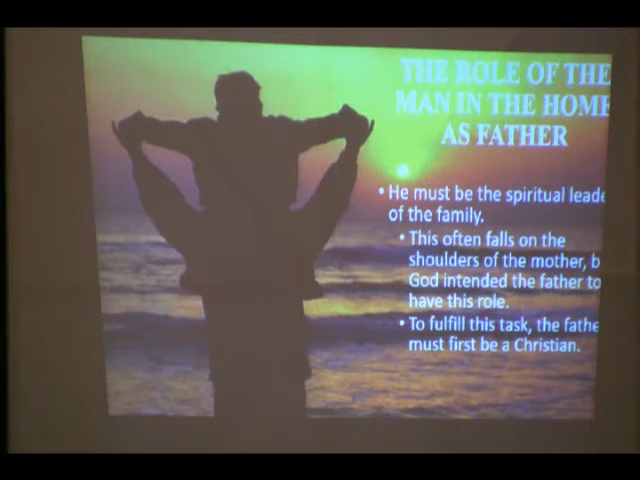 THE ROLE OF THE
MAN IN THE HOME
AS FATHER
• He must be the spiritual leade
of the family.
• This often falls on the
shoulders of the mother, b
God intended the father to
have this role.
• To fulfill this task, the fathe
must first be a Christian.